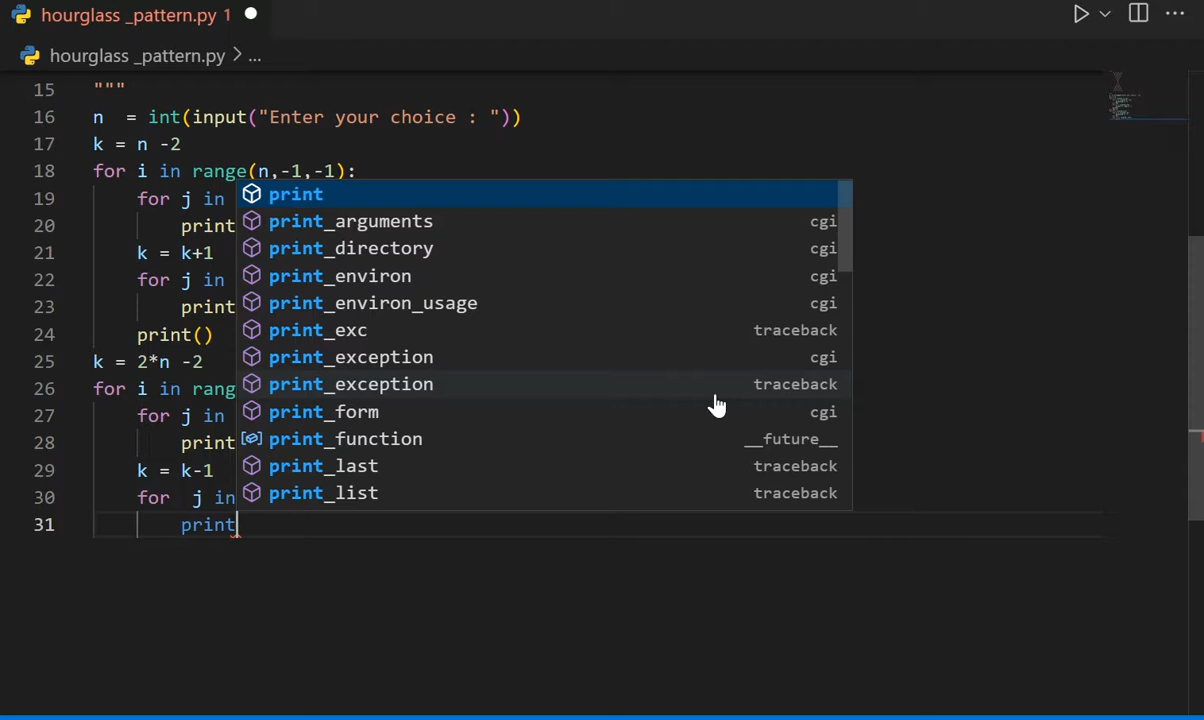 hourglass _pattern.py 1
hourglass _pattern.py > ...
15 """
16 n  = int(input("Enter your choice : "))
17 k = n -2
18 for i in range(n,-1,-1):
19 for j in
20 print
21 k = k+1
22 for j in
23 print
24 print()
25 k = 2*n -2
26 for i in rang
27 for j in
28 print
29 k = k-1
30 for  j in
31 print
print
print_arguments cgi
print_directory cgi
print_environ cgi
print_environ_usage cgi
print_exc traceback
print_exception cgi
print_exception traceback
print_form cgi
print_function __future__
print_last traceback
print_list traceback